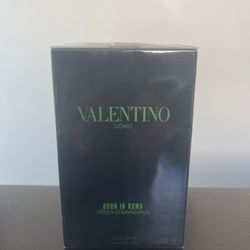 VALENTINO
UOMO
BORN IN ROMA
GREEN STRAVAGANZA